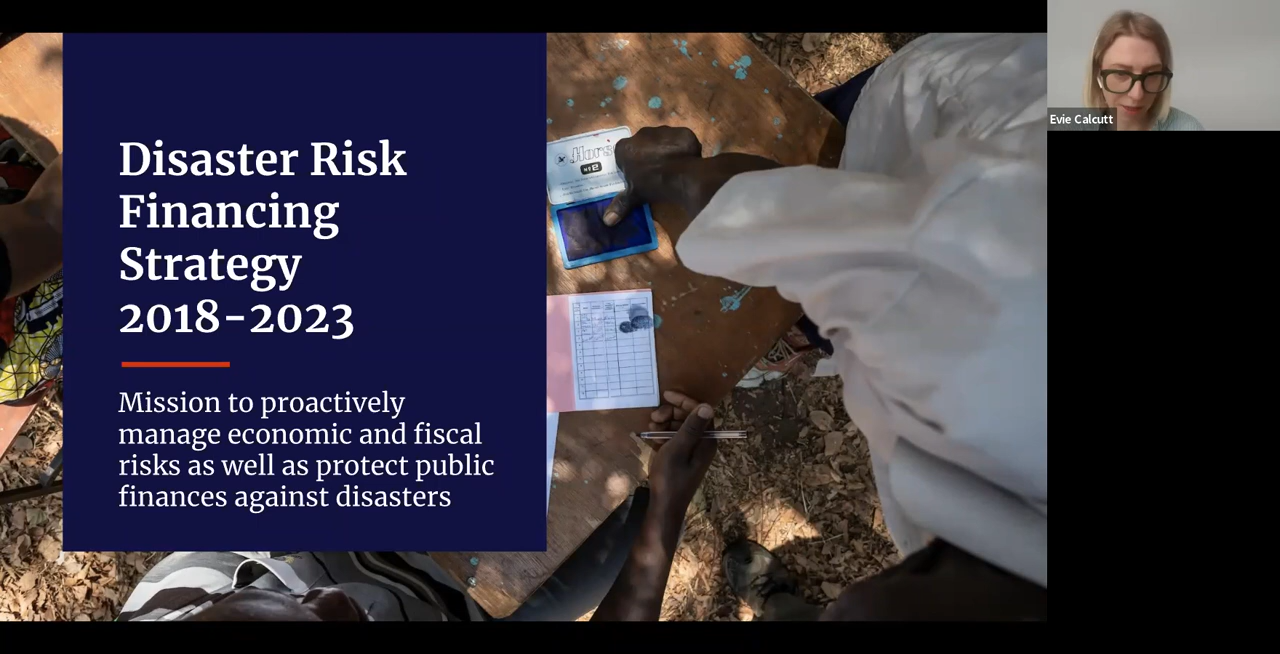 Disaster Risk
Financing
Strategy
2018-2023
Mission to proactively
manage economic and fiscal
risks as well as protect public
finances against disasters
Horse
Evie Calcutt